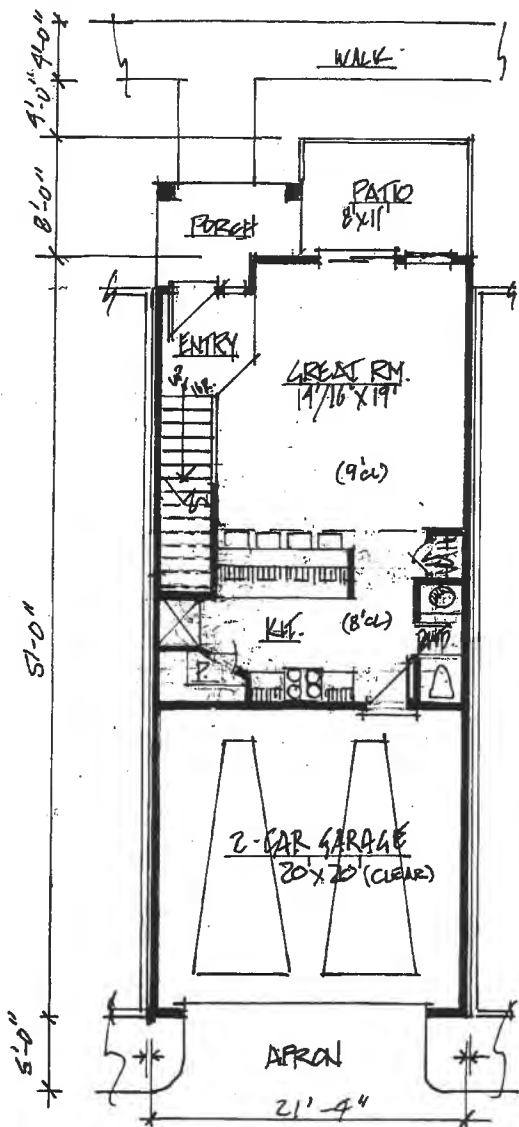 WALK
4'-0"
4'-0"
8'-0"
PATIO
8'X11'
PORCH
ENTRY
GREAT RM.
14'/16'X19'
(9'CL)
KIT.
(8'CL)
P
51'-0"
2-CAR GARAGE
20'X20' (CLEAR)
5'-0"
APRON
21'-4"